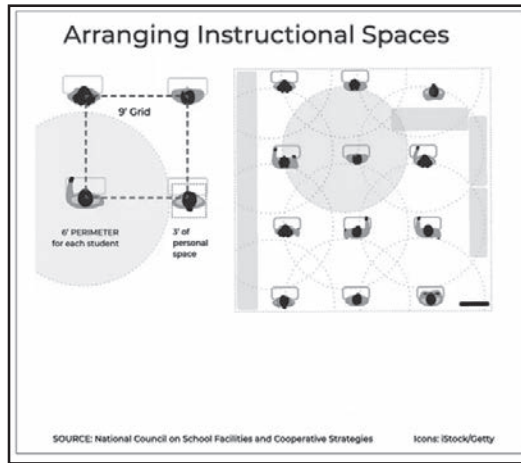 Arranging Instructional Spaces
9' Grid
6' PERIMETER
for each student
3' of
personal
space
SOURCE: National Council on School Facilities and Cooperative Strategies
Icons: iStock/Getty